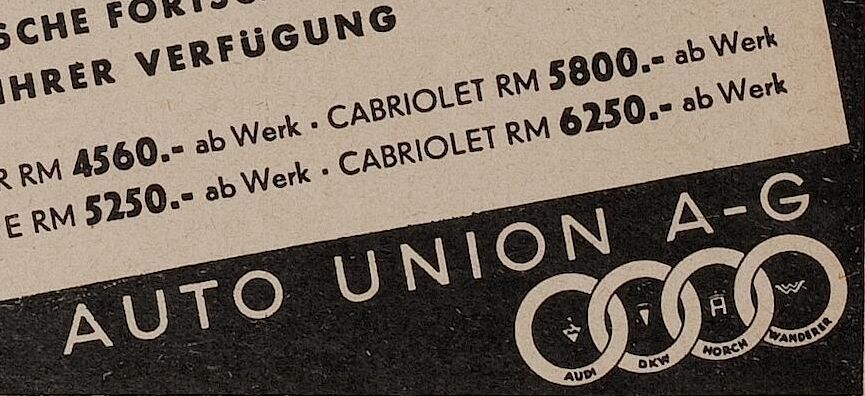 SCHE
IHRER VERFÜGUNG
R RM 4560.- ab Werk · CABRIOLET RM 5800.- ab Werk
E RM 5250.- ab Werk · CABRIOLET RM 6250.- ab Werk
AUTO UNION A-G
AUDI DKW HORCH WANDERER